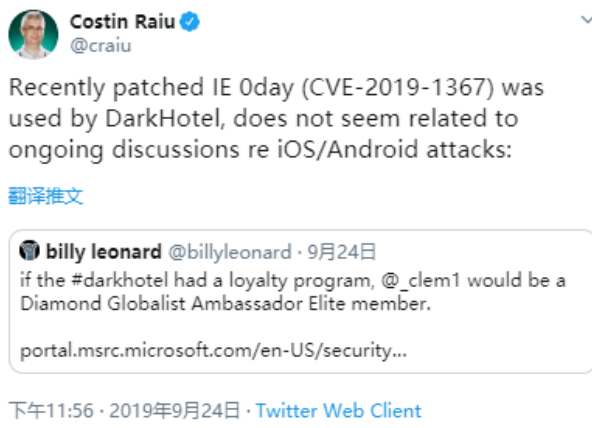 Costin Raiu
@craiu
Recently patched IE 0day (CVE-2019-1367) was
used by DarkHotel, does not seem related to
ongoing discussions re iOS/Android attacks:
翻译推文
billy leonard @billyleonard · 9月24日
if the #darkhotel had a loyalty program, @_clem1 would be a
Diamond Globalist Ambassador Elite member.
portal.msrc.microsoft.com/en-US/security...
下午11:56 · 2019年9月24日 · Twitter Web Client